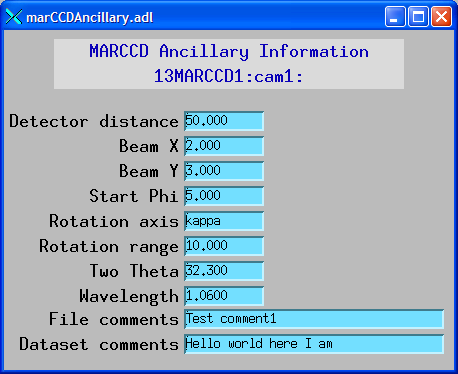 marCCDAncillary.adl
MARCCD Ancillary Information
13MARCCD1:cam1:
Detector distance 50.000
Beam X 2.000
Beam Y 3.000
Start Phi 5.000
Rotation axis kappa
Rotation range 10.000
Two Theta 32.300
Wavelength 1.0600
File comments Test comment1
Dataset comments Hello world here I am